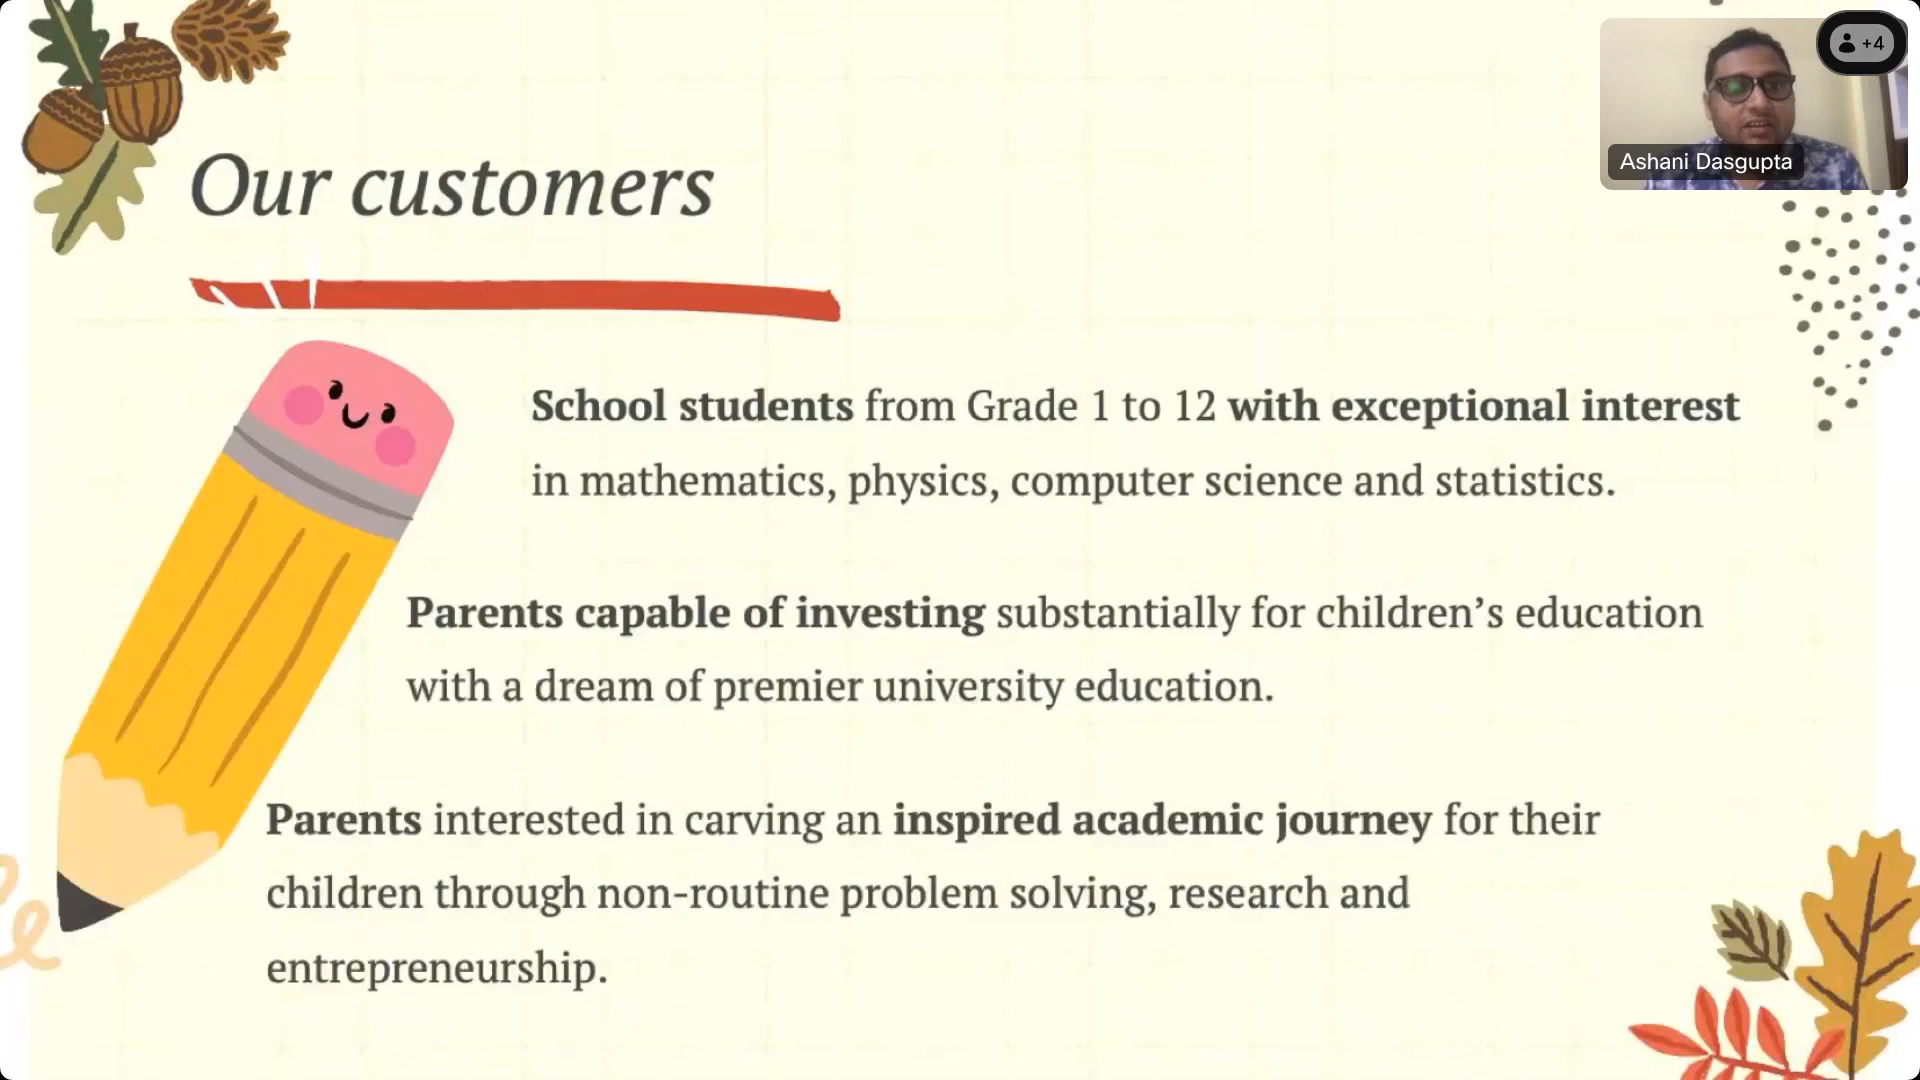 +4
Ashani Dasgupta
Our customers
School students from Grade 1 to 12 with exceptional interest
in mathematics, physics, computer science and statistics.
Parents capable of investing substantially for children’s education
with a dream of premier university education.
Parents interested in carving an inspired academic journey for their
children through non-routine problem solving, research and
entrepreneurship.